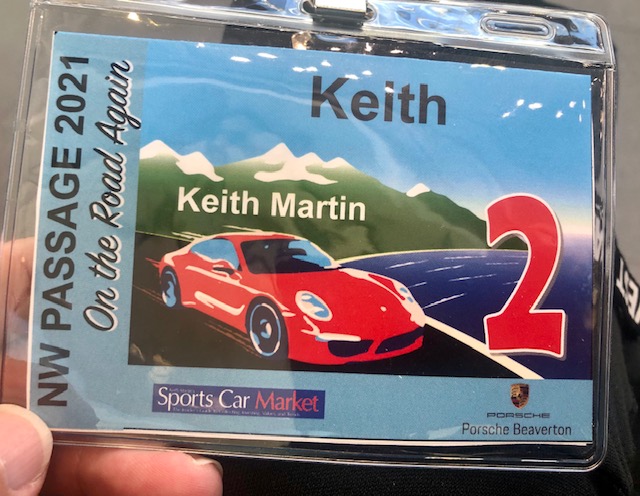 NW PASSAGE 2021
On the Road Again
Keith
Keith Martin
2
Sports Car Market
PORSCHE
Porsche Beaverton